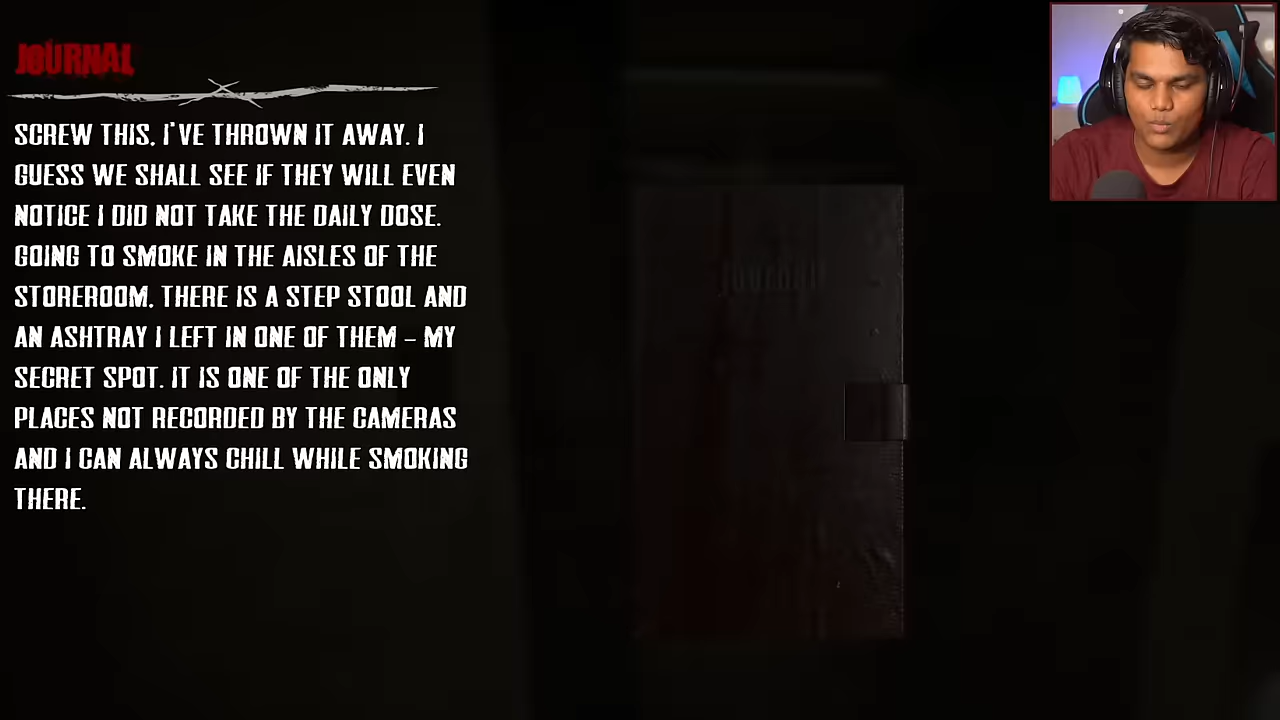 JOURNAL
SCREW THIS, I'VE THROWN IT AWAY. I
GUESS WE SHALL SEE IF THEY WILL EVEN
NOTICE I DID NOT TAKE THE DAILY DOSE.
GOING TO SMOKE IN THE AISLES OF THE
STOREROOM. THERE IS A STEP STOOL AND
AN ASHTRAY I LEFT IN ONE OF THEM – MY
SECRET SPOT. IT IS ONE OF THE ONLY
PLACES NOT RECORDED BY THE CAMERAS
AND I CAN ALWAYS CHILL WHILE SMOKING
THERE.
Journal